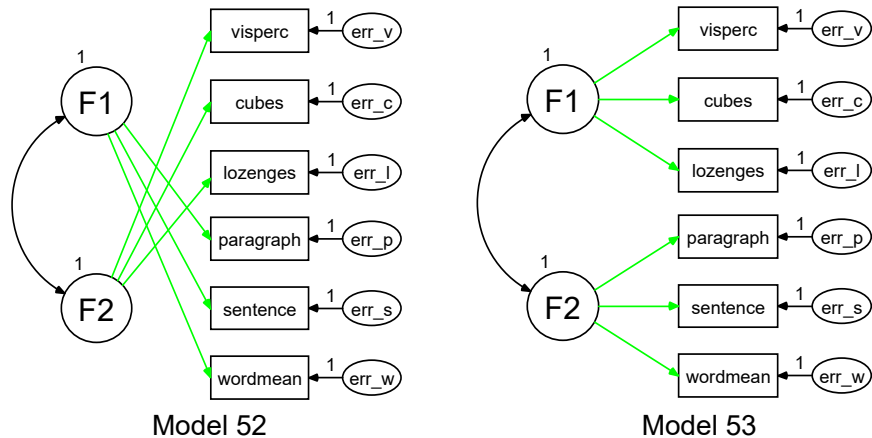 1
F1
1
F2
visperc
1
err_v
cubes
1
err_c
lozenges
1
err_l
paragraph
1
err_p
sentence
1
err_s
wordmean
1
err_w
Model 52
1
F1
1
F2
visperc
1
err_v
cubes
1
err_c
lozenges
1
err_l
paragraph
1
err_p
sentence
1
err_s
wordmean
1
err_w
Model 53